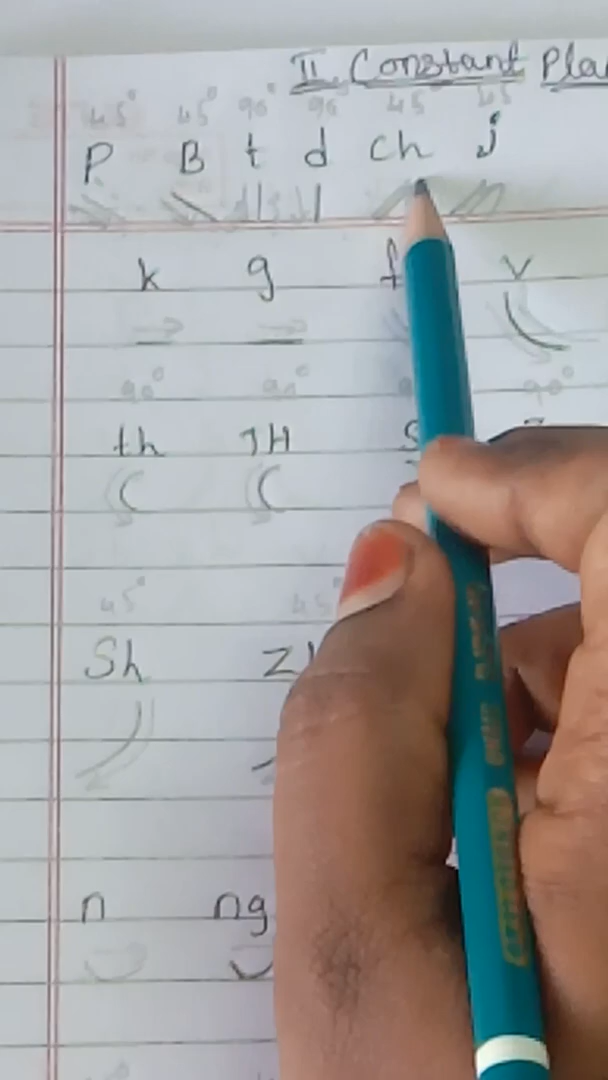 II. Constant Pla
45° 45° 90° 90 45° 45
P B t d ch j
k g f v
90° 90° 90°
th TH S
45° 45°
Sh Zh
n ng